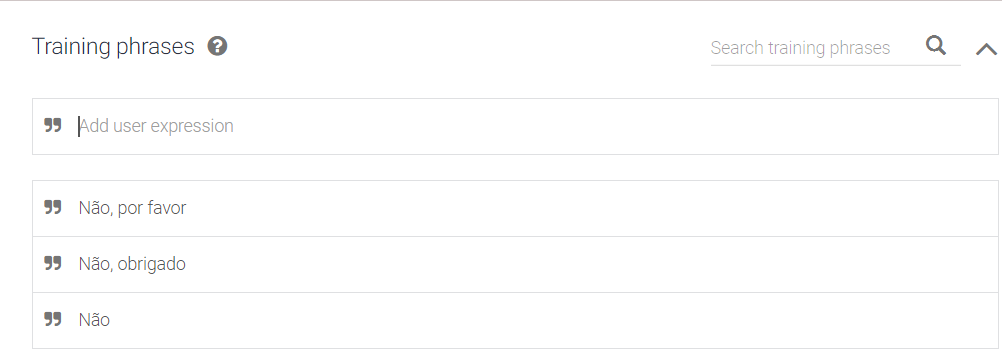 Training phrases
Search training phrases
Add user expression
Não, por favor
Não, obrigado
Não